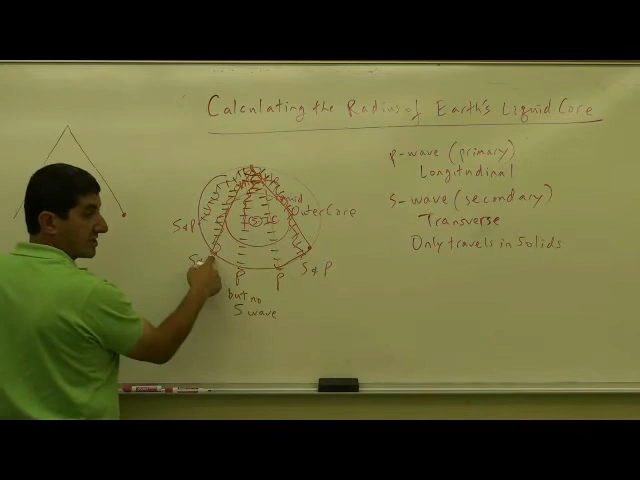 Calculating the Radius of Earth's Liquid Core
P-wave (primary)
Longitudinal
S-wave (secondary)
Transverse
Only travels in Solids
Liquid
Outer Core
S & P
S & P
P
P
but no
S wave